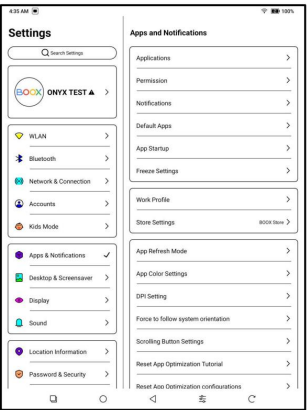 4:35 AM
100%
Settings
Search Settings
BOOX
ONYX TEST
WLAN
Bluetooth
Network & Connection
Accounts
Kids Mode
Apps & Notifications
Desktop & Screensaver
Display
Sound
Location Information
Password & Security
Apps and Notifications
Applications
Permission
Notifications
Default Apps
App Startup
Freeze Settings
Work Profile
Store Settings BOOX Store
App Refresh Mode
App Color Settings
DPI Setting
Force to follow system orientation
Scrolling Button Settings
Reset App Optimization Tutorial
Reset App Optimization configurations